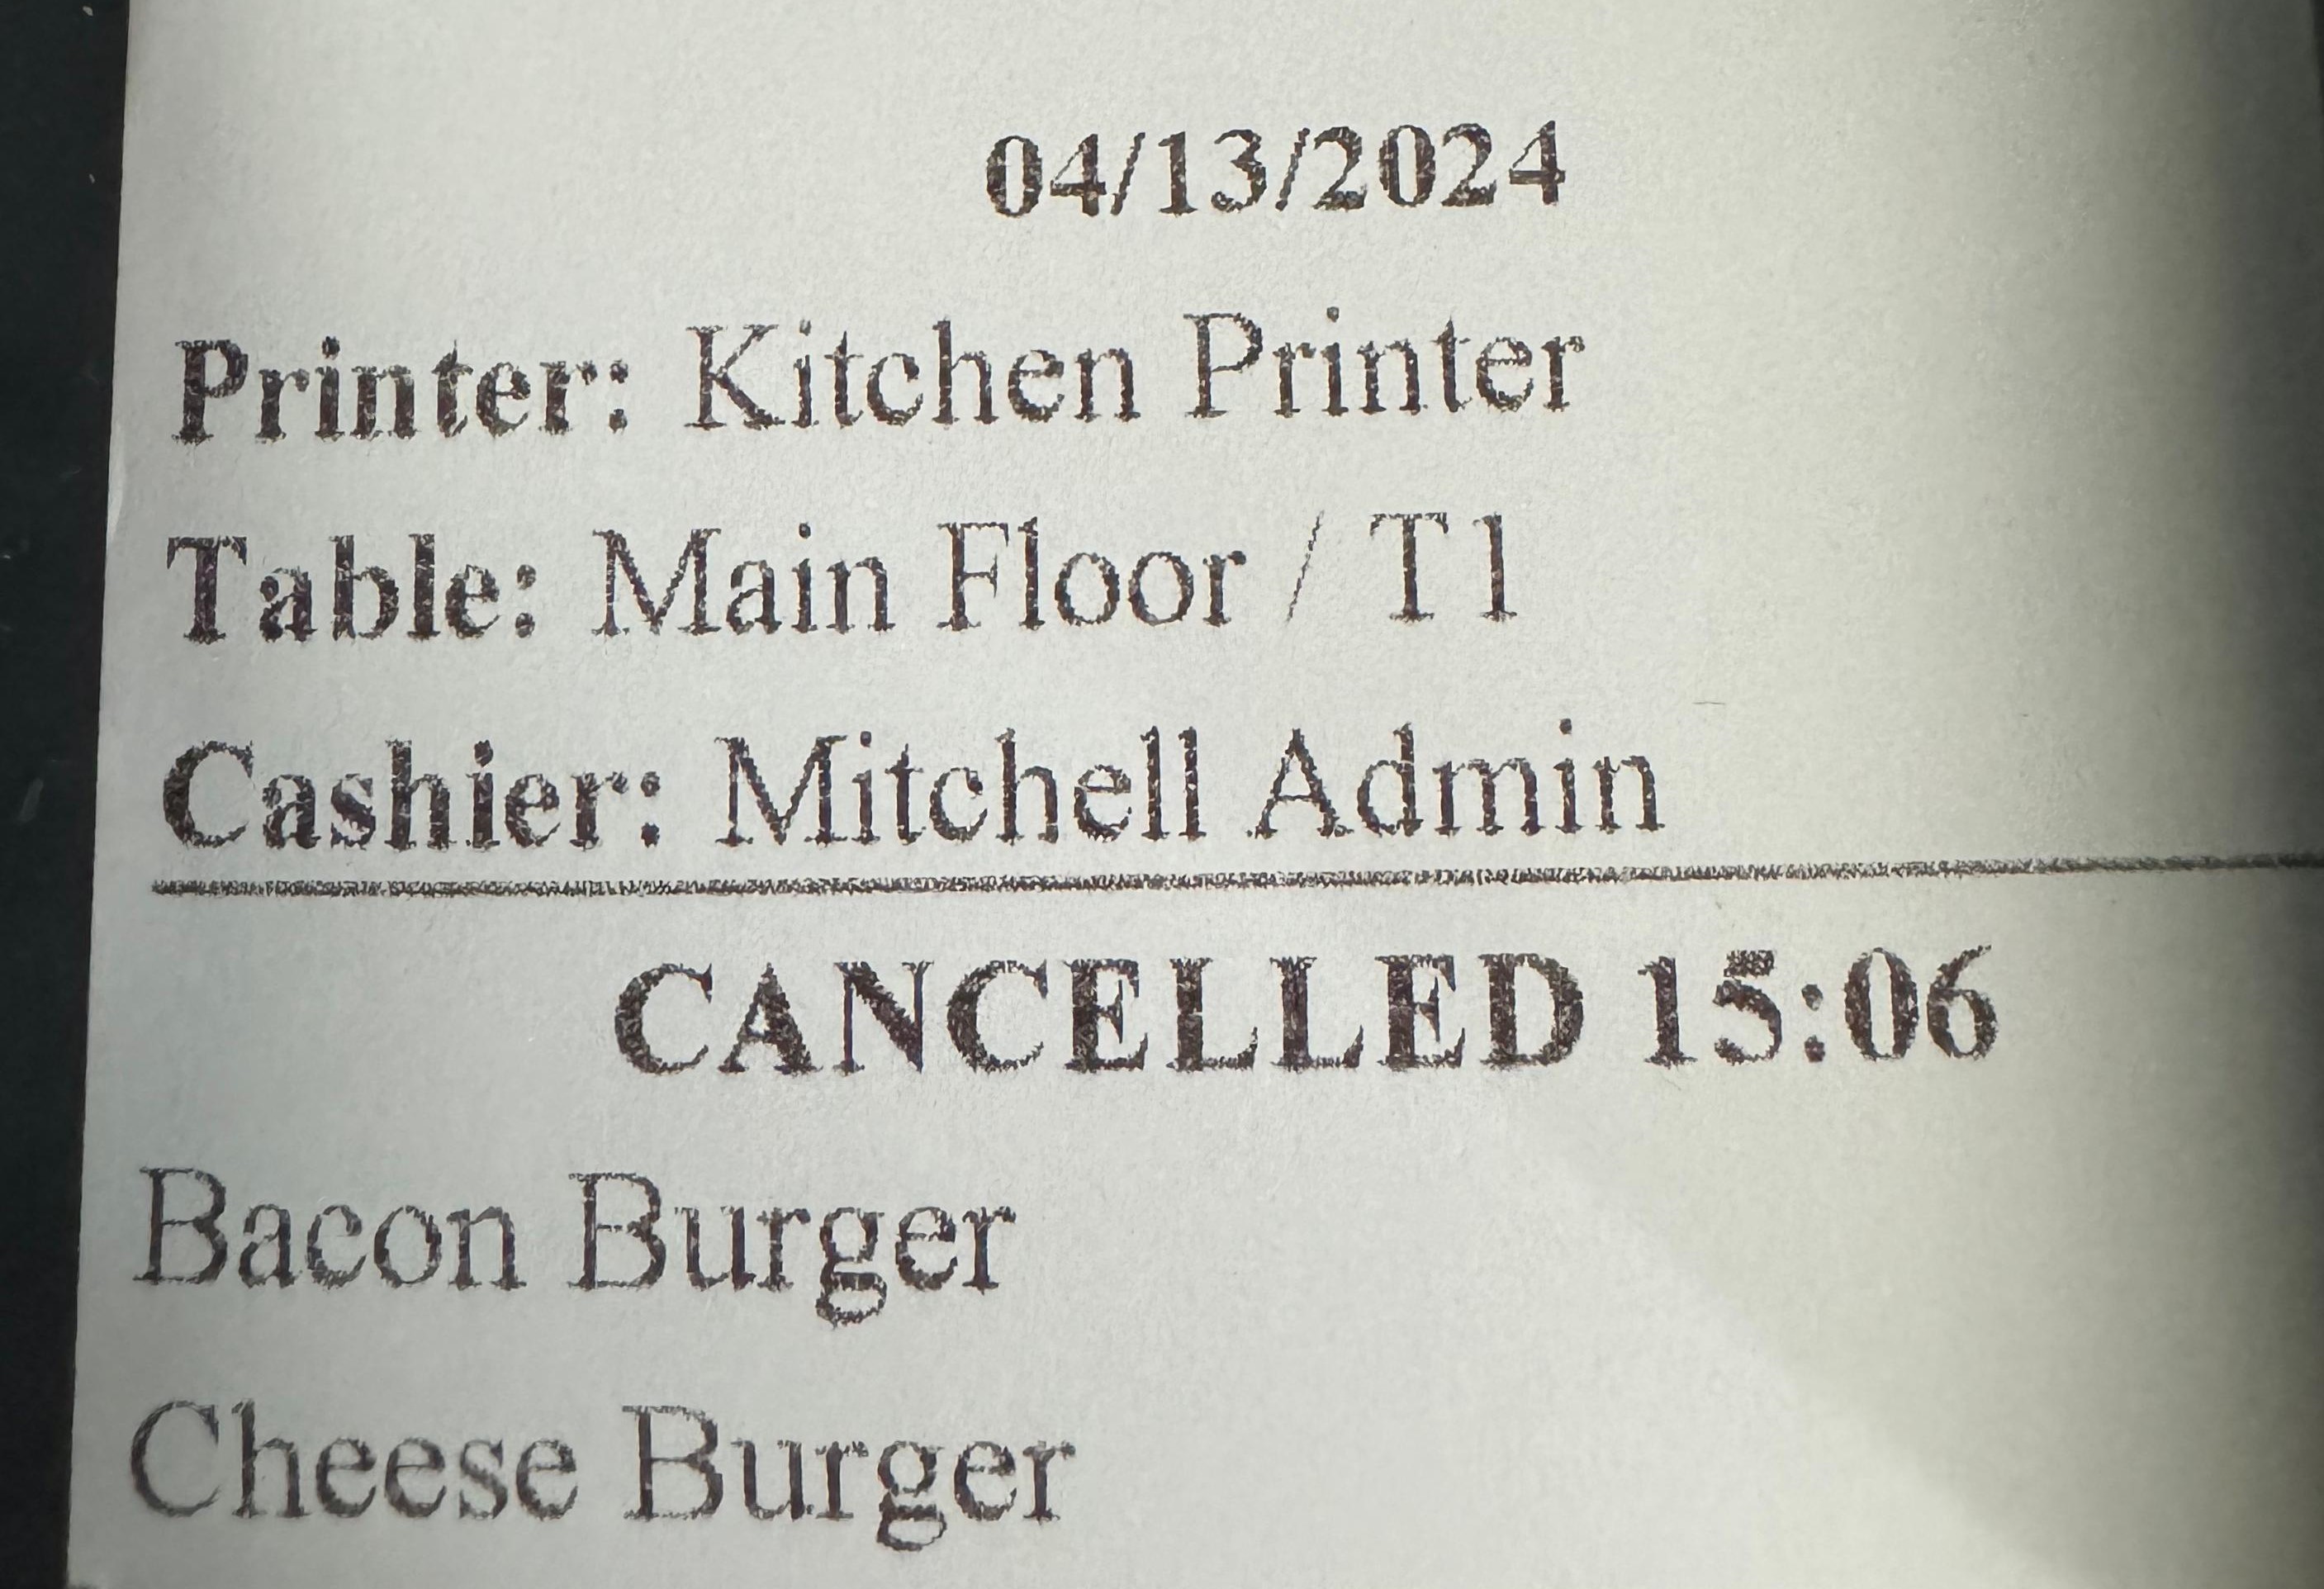 04/13/2024
Printer: Kitchen Printer
Table: Main Floor / T1
Cashier: Mitchell Admin
CANCELLED 15:06
Bacon Burger
Cheese Burger